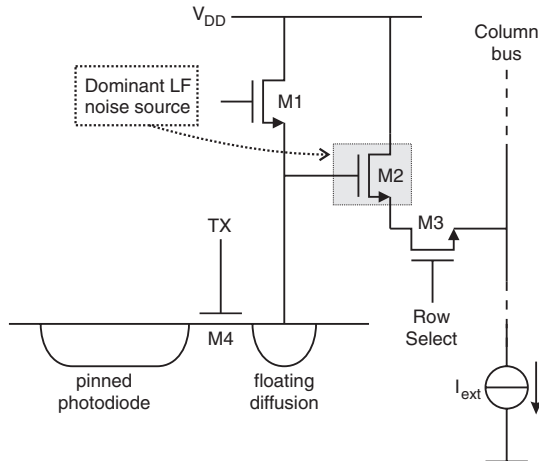 V_DD
Column
bus
Dominant LF
noise source
M1
M2
TX
M3
M4
Row
Select
pinned
photodiode
floating
diffusion
I_ext